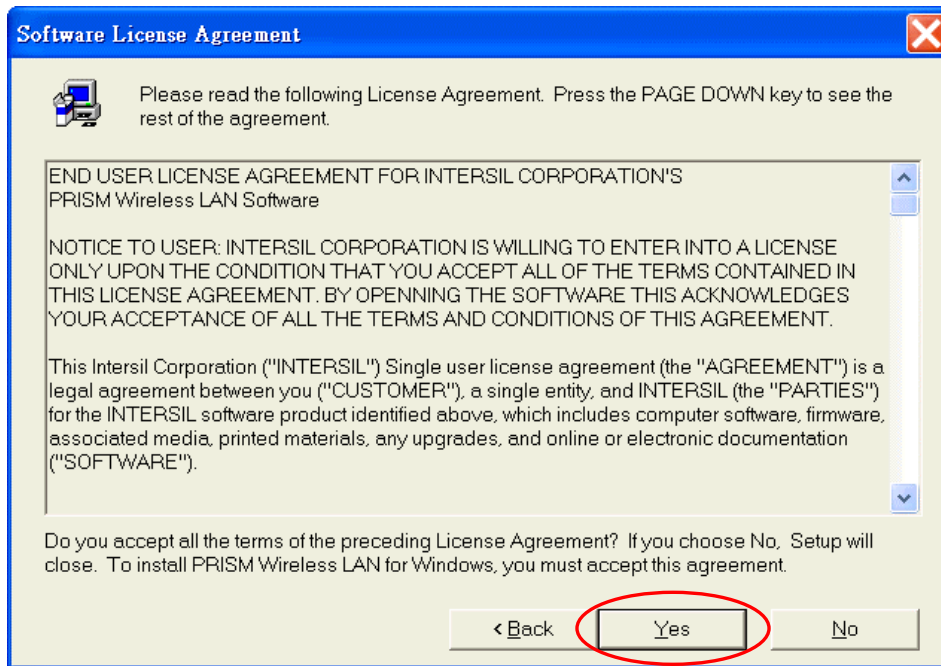 Software License Agreement
Please read the following License Agreement. Press the PAGE DOWN key to see the
rest of the agreement.
END USER LICENSE AGREEMENT FOR INTERSIL CORPORATION'S
PRISM Wireless LAN Software
NOTICE TO USER: INTERSIL CORPORATION IS WILLING TO ENTER INTO A LICENSE
ONLY UPON THE CONDITION THAT YOU ACCEPT ALL OF THE TERMS CONTAINED IN
THIS LICENSE AGREEMENT. BY OPENNING THE SOFTWARE THIS ACKNOWLEDGES
YOUR ACCEPTANCE OF ALL THE TERMS AND CONDITIONS OF THIS AGREEMENT.
This Intersil Corporation ("INTERSIL") Single user license agreement (the "AGREEMENT") is a
legal agreement between you ("CUSTOMER"), a single entity, and INTERSIL (the "PARTIES")
for the INTERSIL software product identified above, which includes computer software, firmware,
associated media, printed materials, any upgrades, and online or electronic documentation
("SOFTWARE").
Do you accept all the terms of the preceding License Agreement? If you choose No, Setup will
close. To install PRISM Wireless LAN for Windows, you must accept this agreement.
< Back Yes No